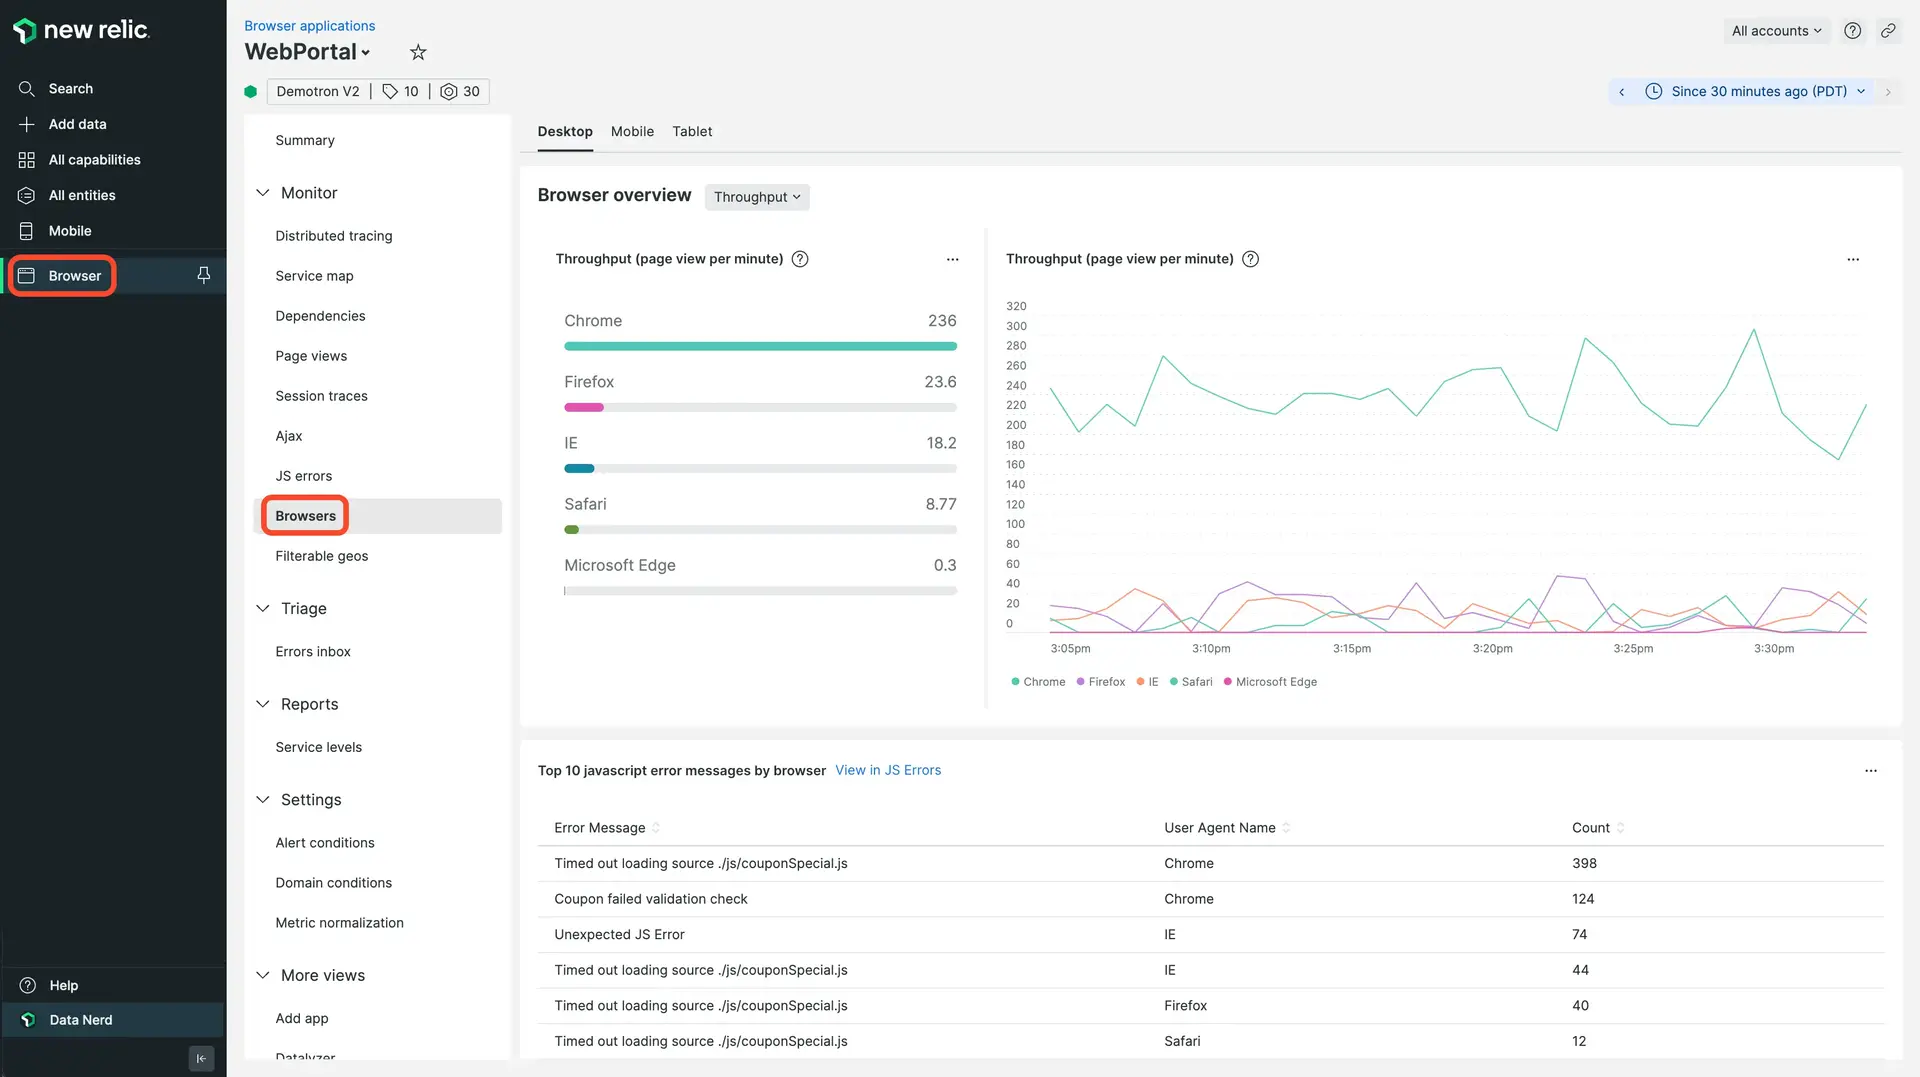 new relic.
Search
Add data
All capabilities
All entities
Mobile
Browser
Help
Data Nerd
Browser applications
WebPortal
Demotron V2 | 10 | 30
All accounts
Since 30 minutes ago (PDT)
Summary
Monitor
Distributed tracing
Service map
Dependencies
Page views
Session traces
Ajax
JS errors
Browsers
Filterable geos
Triage
Errors inbox
Reports
Service levels
Settings
Alert conditions
Domain conditions
Metric normalization
More views
Add app
Datalyzer
Desktop Mobile Tablet
Browser overview Throughput
Throughput (page view per minute) ?
Chrome 236
Firefox 23.6
IE 18.2
Safari 8.77
Microsoft Edge 0.3
Throughput (page view per minute) ?
320
300
280
260
240
220
200
180
160
140
120
100
80
60
40
20
0
3:05pm 3:10pm 3:15pm 3:20pm 3:25pm 3:30pm
Chrome Firefox IE Safari Microsoft Edge
Top 10 javascript error messages by browser View in JS Errors
Error Message User Agent Name Count
Timed out loading source ./js/couponSpecial.js Chrome 398
Coupon failed validation check Chrome 124
Unexpected JS Error IE 74
Timed out loading source ./js/couponSpecial.js IE 44
Timed out loading source ./js/couponSpecial.js Firefox 40
Timed out loading source ./js/couponSpecial.js Safari 12